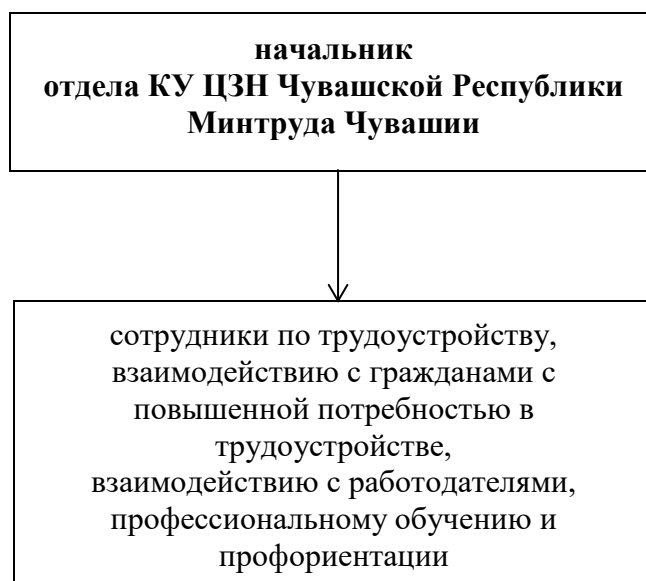 начальник
отдела КУ ЦЗН Чувашской Республики
Минтруда Чувашии
сотрудники по трудоустройству,
взаимодействию с гражданами с
повышенной потребностью в
трудоустройстве,
взаимодействию с работодателями,
профессиональному обучению и
профориентации